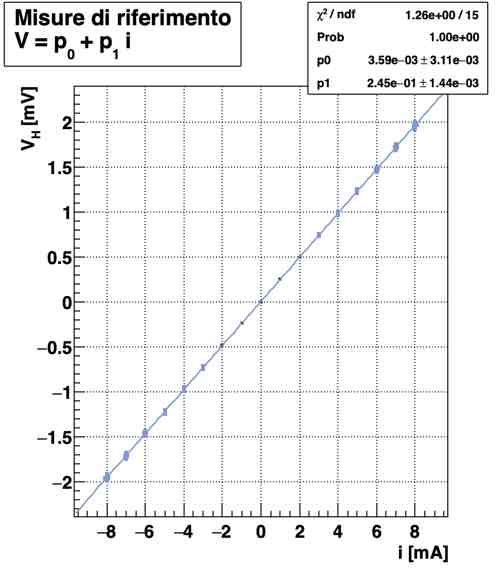 Misure di riferimento
V = p₀ + p₁ i
χ² / ndf 1.26e+00 / 15
Prob 1.00e+00
p0 3.59e−03 ± 3.11e−03
p1 2.45e−01 ± 1.44e−03
V_H [mV]
2
1.5
1
0.5
0
−0.5
−1
−1.5
−2
−8 −6 −4 −2 0 2 4 6 8
i [mA]